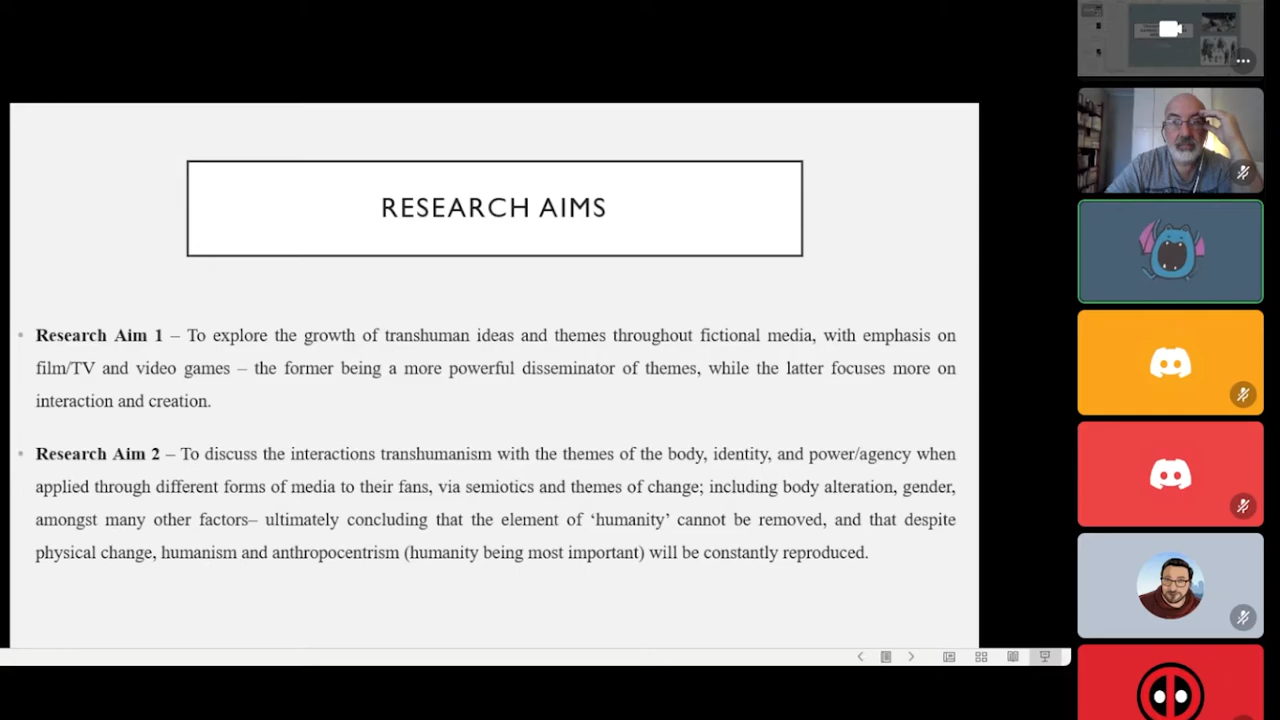 RESEARCH AIMS
Research Aim 1 – To explore the growth of transhuman ideas and themes throughout fictional media, with emphasis on
film/TV and video games – the former being a more powerful disseminator of themes, while the latter focuses more on
interaction and creation.
Research Aim 2 – To discuss the interactions transhumanism with the themes of the body, identity, and power/agency when
applied through different forms of media to their fans, via semiotics and themes of change; including body alteration, gender,
amongst many other factors– ultimately concluding that the element of ‘humanity’ cannot be removed, and that despite
physical change, humanism and anthropocentrism (humanity being most important) will be constantly reproduced.